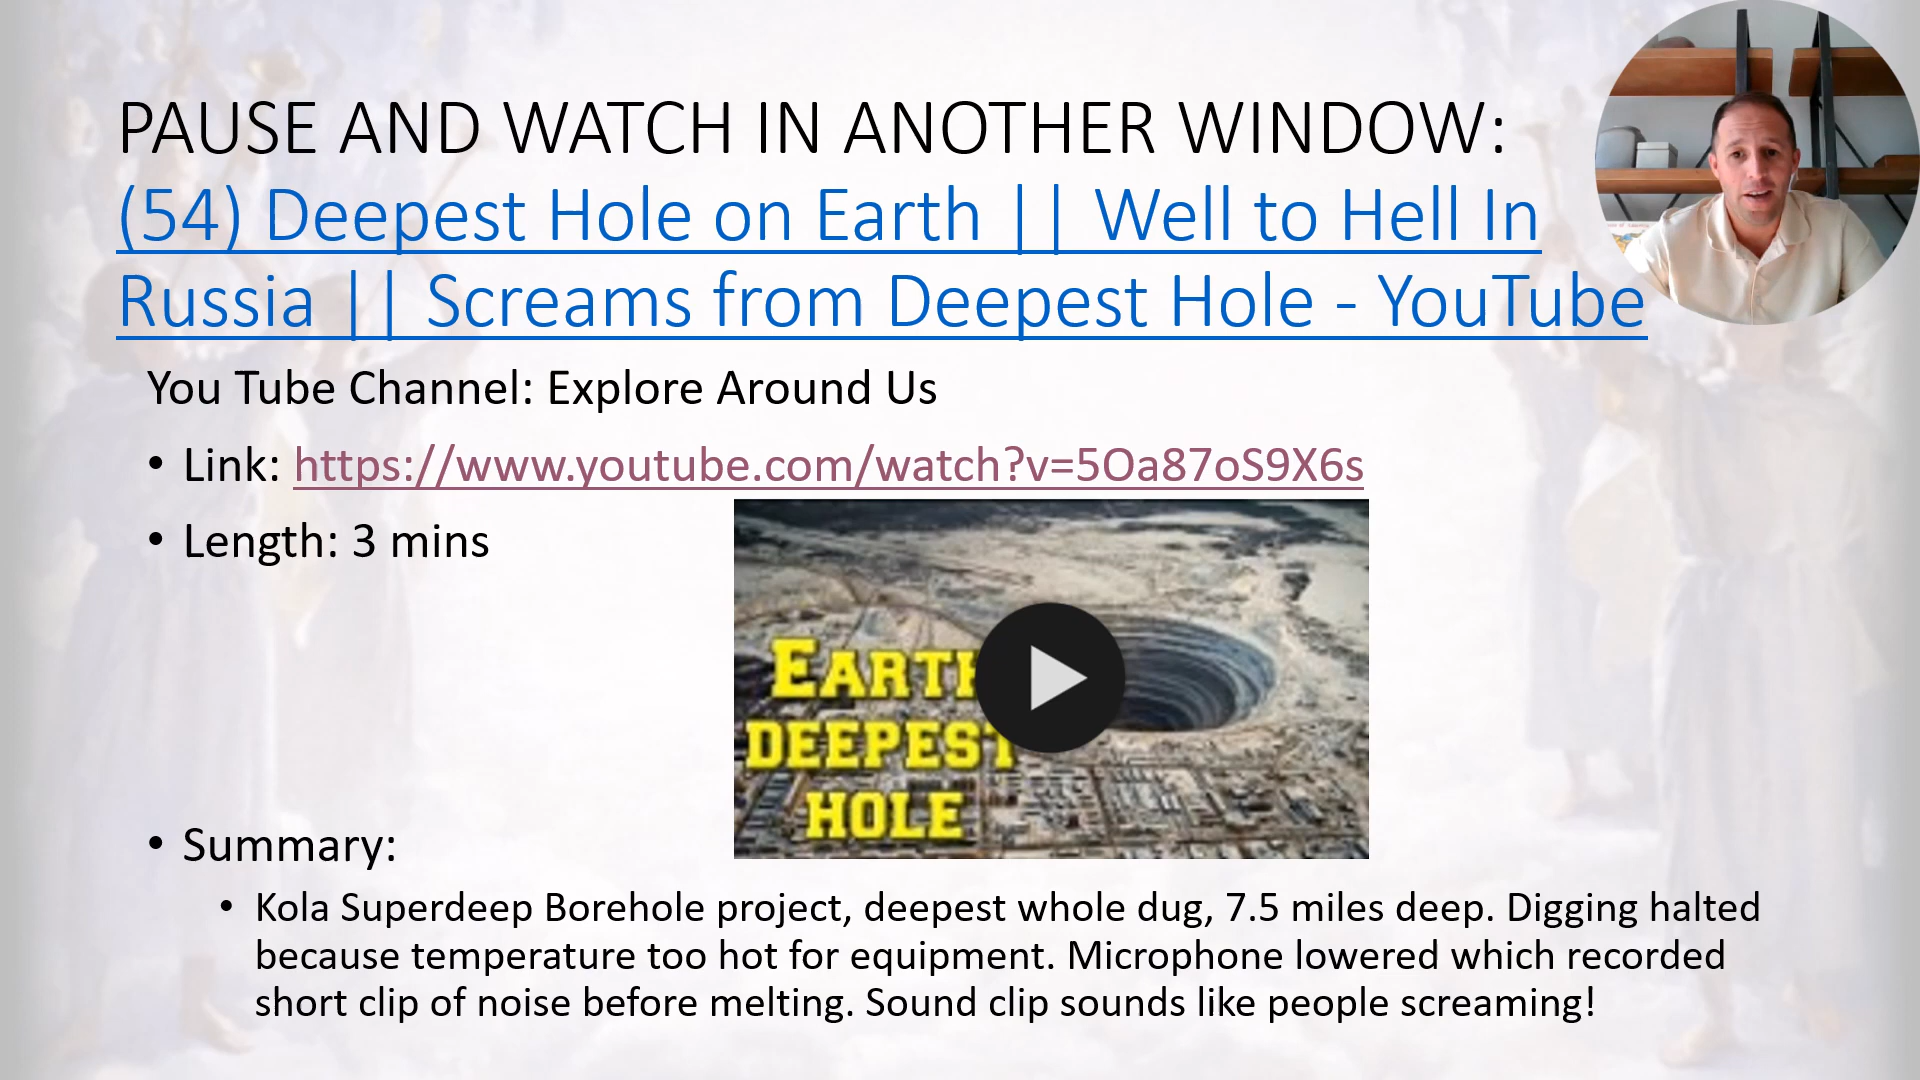 PAUSE AND WATCH IN ANOTHER WINDOW:
(54) Deepest Hole on Earth || Well to Hell In
Russia || Screams from Deepest Hole - YouTube
You Tube Channel: Explore Around Us
• Link: https://www.youtube.com/watch?v=5Oa87oS9X6s
• Length: 3 mins
EARTH
DEEPEST
HOLE
• Summary:
• Kola Superdeep Borehole project, deepest whole dug, 7.5 miles deep. Digging halted
because temperature too hot for equipment. Microphone lowered which recorded
short clip of noise before melting. Sound clip sounds like people screaming!